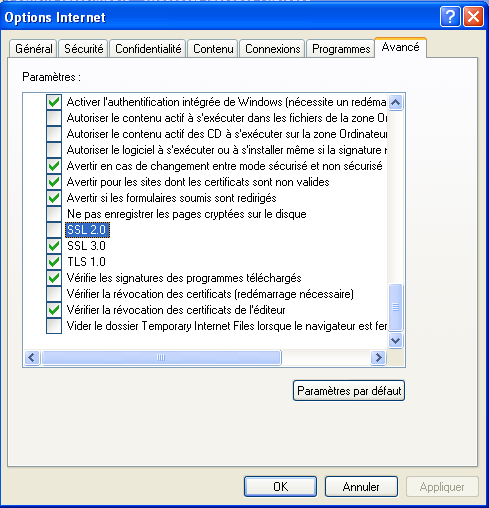 Options Internet
Général Sécurité Confidentialité Contenu Connexions Programmes Avancé
Paramètres :
Activer l'authentification intégrée de Windows (nécessite un redéma
Autoriser le contenu actif à s'exécuter dans les fichiers de la zone Or
Autoriser le contenu actif des CD à s'exécuter sur la zone Ordinateur
Autoriser le logiciel à s'exécuter ou à s'installer même si la signature
Avertir en cas de changement entre mode sécurisé et non sécurisé
Avertir pour les sites dont les certificats sont non valides
Avertir si les formulaires soumis sont redirigés
Ne pas enregistrer les pages cryptées sur le disque
SSL 2.0
SSL 3.0
TLS 1.0
Vérifie les signatures des programmes téléchargés
Vérifier la révocation des certificats (redémarrage nécessaire)
Vérifier la révocation des certificats de l'éditeur
Vider le dossier Temporary Internet Files lorsque le navigateur est fer
Paramètres par défaut
OK Annuler Appliquer